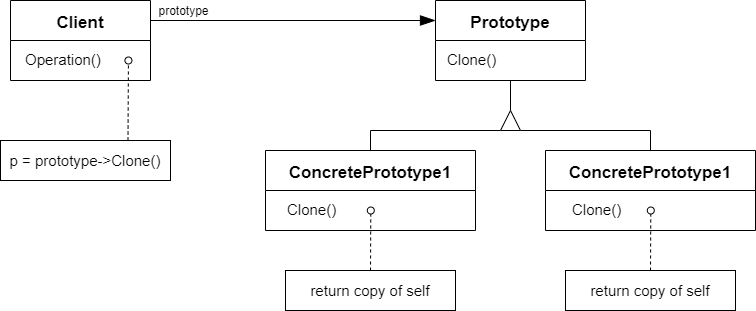 Client
prototype
Prototype
Operation()
Clone()
p = prototype->Clone()
ConcretePrototype1
ConcretePrototype1
Clone()
Clone()
return copy of self
return copy of self